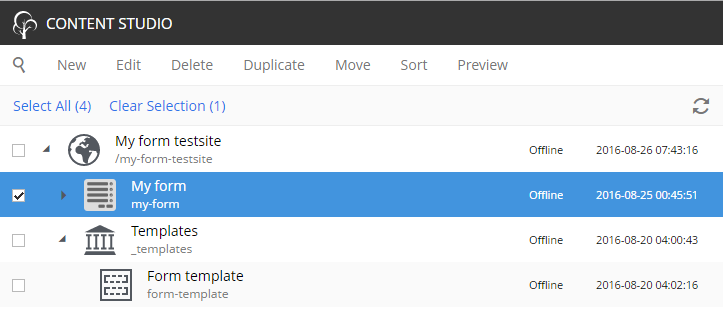 CONTENT STUDIO
New Edit Delete Duplicate Move Sort Preview
Select All (4) Clear Selection (1)
My form testsite Offline 2016-08-26 07:43:16
/my-form-testsite
My form Offline 2016-08-25 00:45:51
my-form
Templates Offline 2016-08-20 04:00:43
_templates
Form template Offline 2016-08-20 04:02:16
form-template